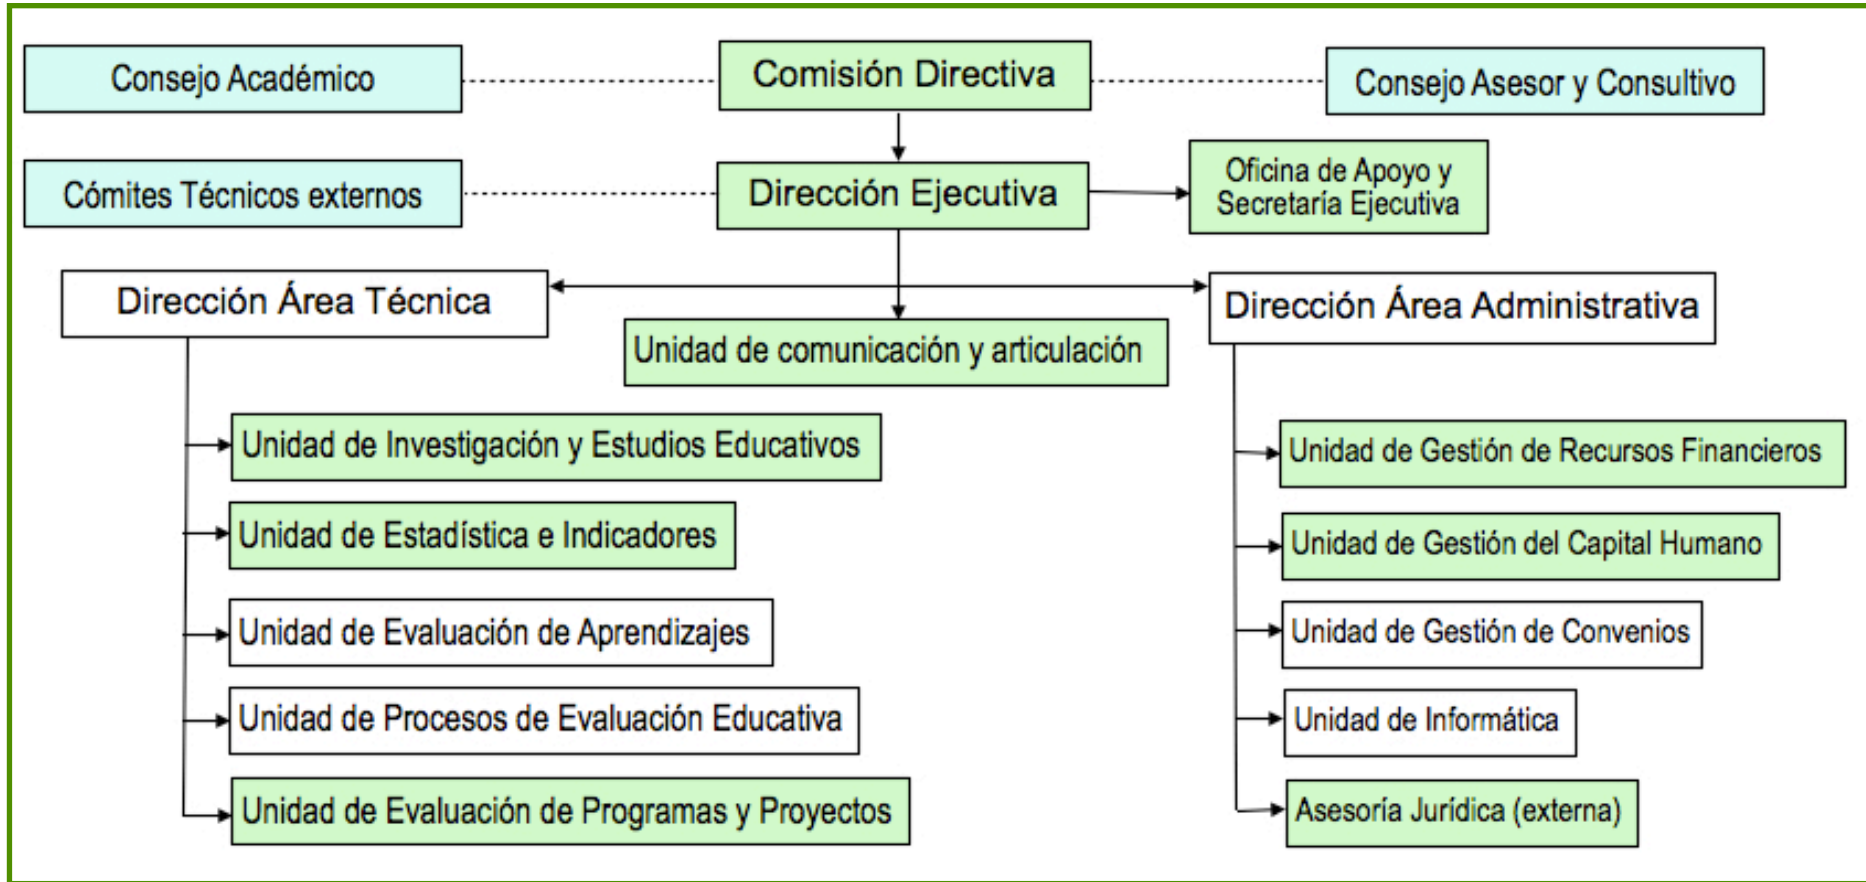 Consejo Académico
Comisión Directiva
Consejo Asesor y Consultivo
Cómites Técnicos externos
Dirección Ejecutiva
Oficina de Apoyo y
Secretaría Ejecutiva
Dirección Área Técnica
Dirección Área Administrativa
Unidad de comunicación y articulación
Unidad de Investigación y Estudios Educativos
Unidad de Estadística e Indicadores
Unidad de Evaluación de Aprendizajes
Unidad de Procesos de Evaluación Educativa
Unidad de Evaluación de Programas y Proyectos
Unidad de Gestión de Recursos Financieros
Unidad de Gestión del Capital Humano
Unidad de Gestión de Convenios
Unidad de Informática
Asesoría Jurídica (externa)